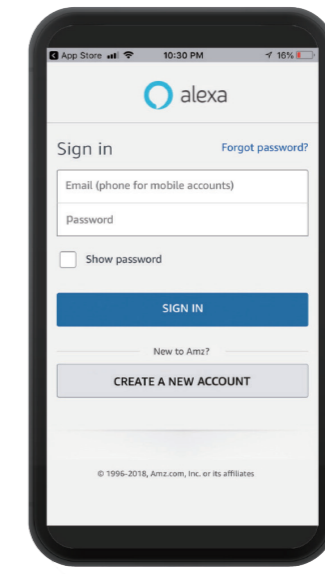 App Store 10:30 PM 16%
alexa
Sign in Forgot password?
Email (phone for mobile accounts)
Password
Show password
SIGN IN
New to Amz?
CREATE A NEW ACCOUNT
© 1996-2018, Amz.com, Inc. or its affiliates